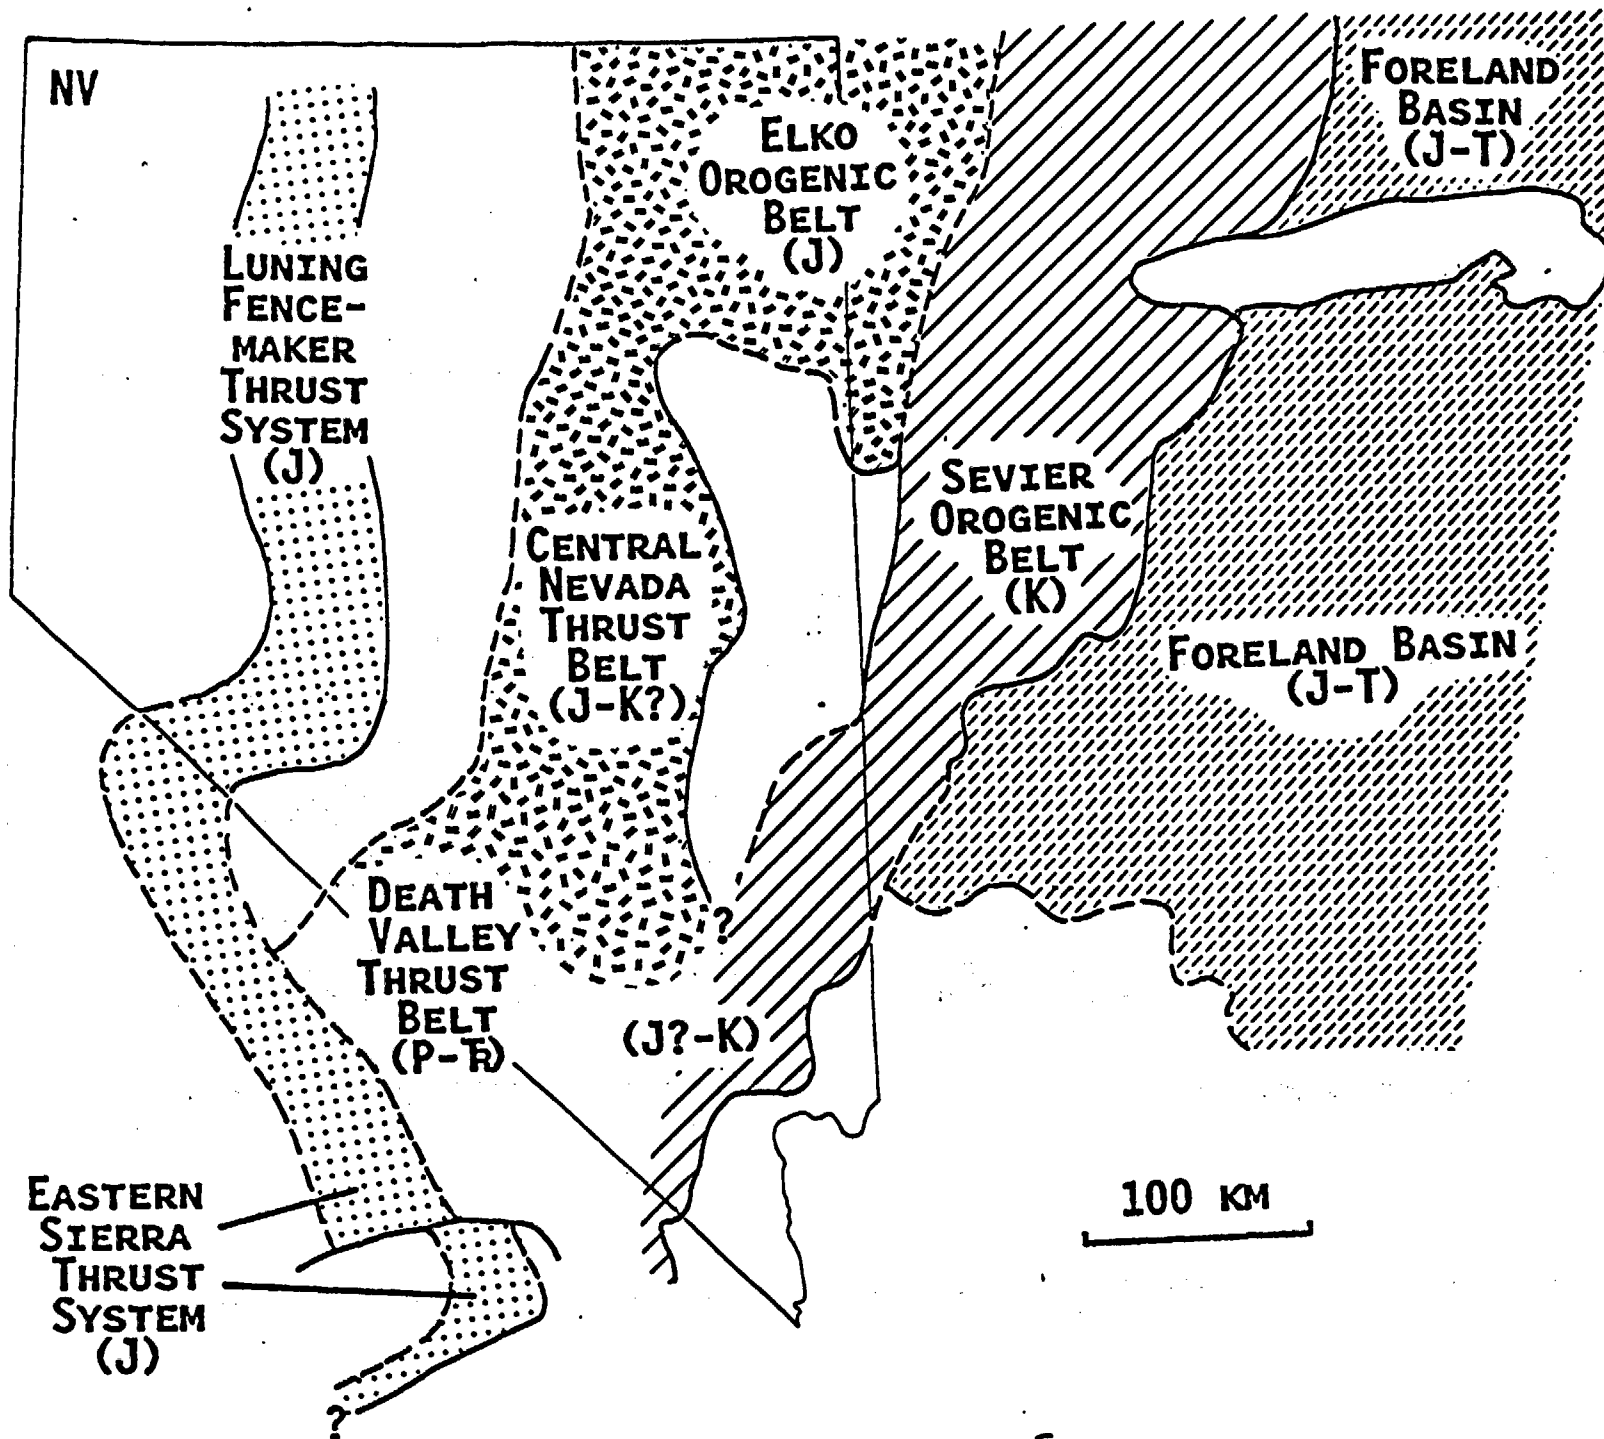 NV
FORELAND
BASIN
(J-T)
ELKO
OROGENIC
BELT
(J)
LUNING
FENCE-
MAKER
THRUST
SYSTEM
(J)
SEVIER
OROGENIC
BELT
(K)
CENTRAL
NEVADA
THRUST
BELT
(J-K?)
FORELAND BASIN
(J-T)
DEATH
VALLEY
THRUST
BELT
(P-TR)
?
(J?-K)
EASTERN
SIERRA
THRUST
SYSTEM
(J)
100 KM
?